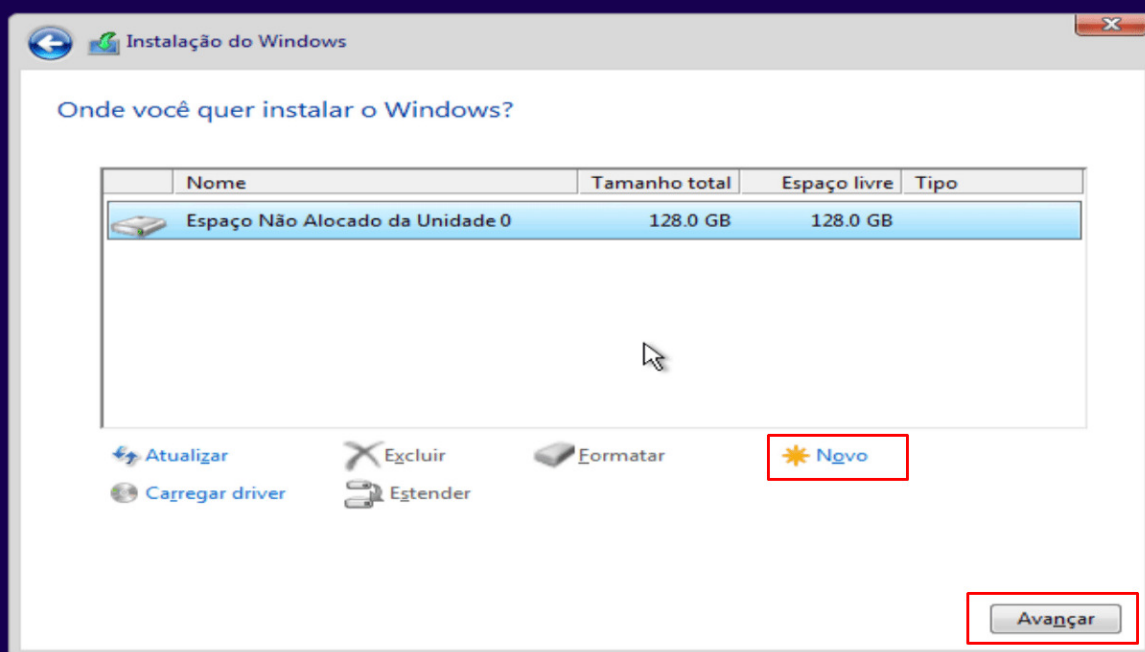 Instalação do Windows
Onde você quer instalar o Windows?
Nome Tamanho total Espaço livre Tipo
Espaço Não Alocado da Unidade 0 128.0 GB 128.0 GB
Atualizar Excluir Formatar Novo
Carregar driver Estender
Avançar